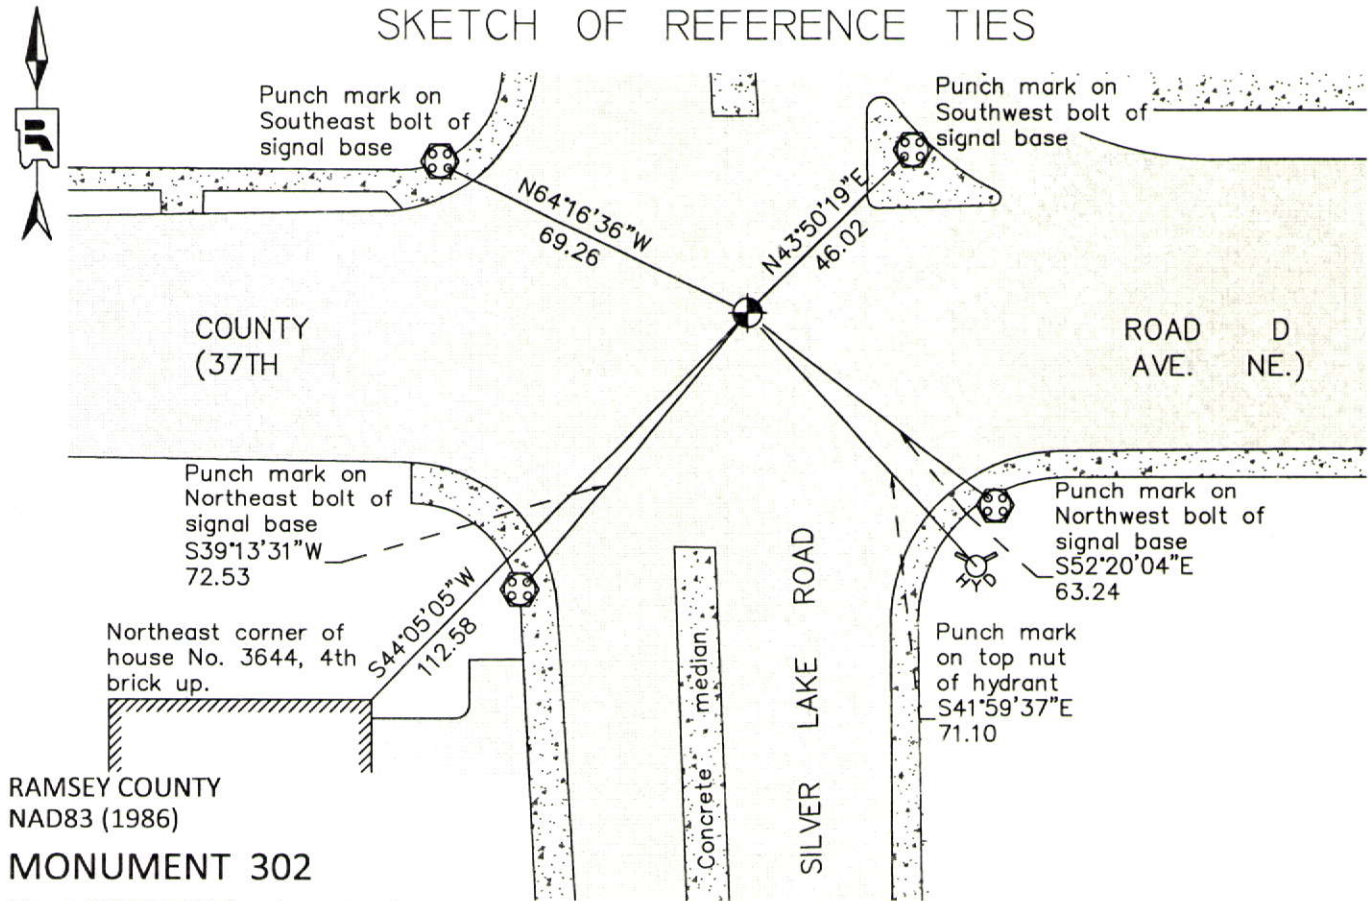 SKETCH OF REFERENCE TIES
Punch mark on
Southeast bolt of
signal base
Punch mark on
Southwest bolt of
signal base
N64°16'36"W
69.26
N43°50'19"E
46.02
COUNTY
(37TH
ROAD D
AVE. NE.)
Punch mark on
Northeast bolt of
signal base
S39°13'31"W
72.53
Punch mark on
Northwest bolt of
signal base
S52°20'04"E
63.24
HYD
S44°05'05"W
112.58
Northeast corner of
house No. 3644, 4th
brick up.
Punch mark
on top nut
of hydrant
S41°59'37"E
71.10
Concrete median
SILVER LAKE ROAD
RAMSEY COUNTY
NAD83 (1986)
MONUMENT 302